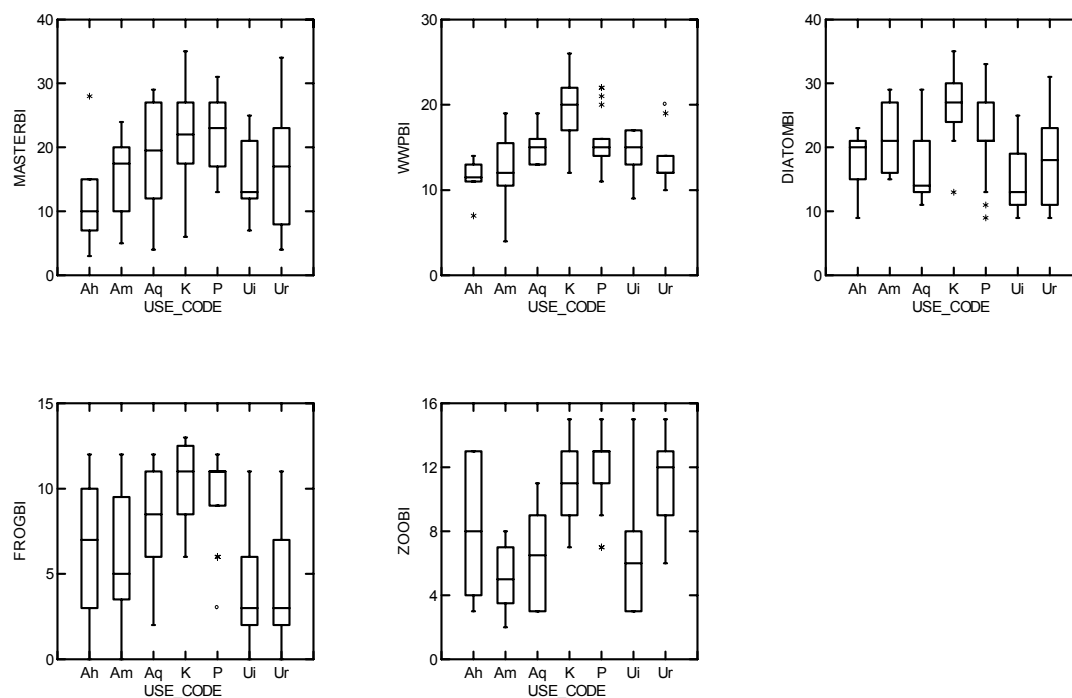 40
30
20
10
0
MASTERBI
Ah Am Aq K P Ui Ur
USE_CODE
30
20
10
0
WWPBI
Ah Am Aq K P Ui Ur
USE_CODE
40
30
20
10
0
DIATOMBI
Ah Am Aq K P Ui Ur
USE_CODE
15
10
5
0
FROGBI
Ah Am Aq K P Ui Ur
USE_CODE
16
12
8
4
0
ZOOBI
Ah Am Aq K P Ui Ur
USE_CODE